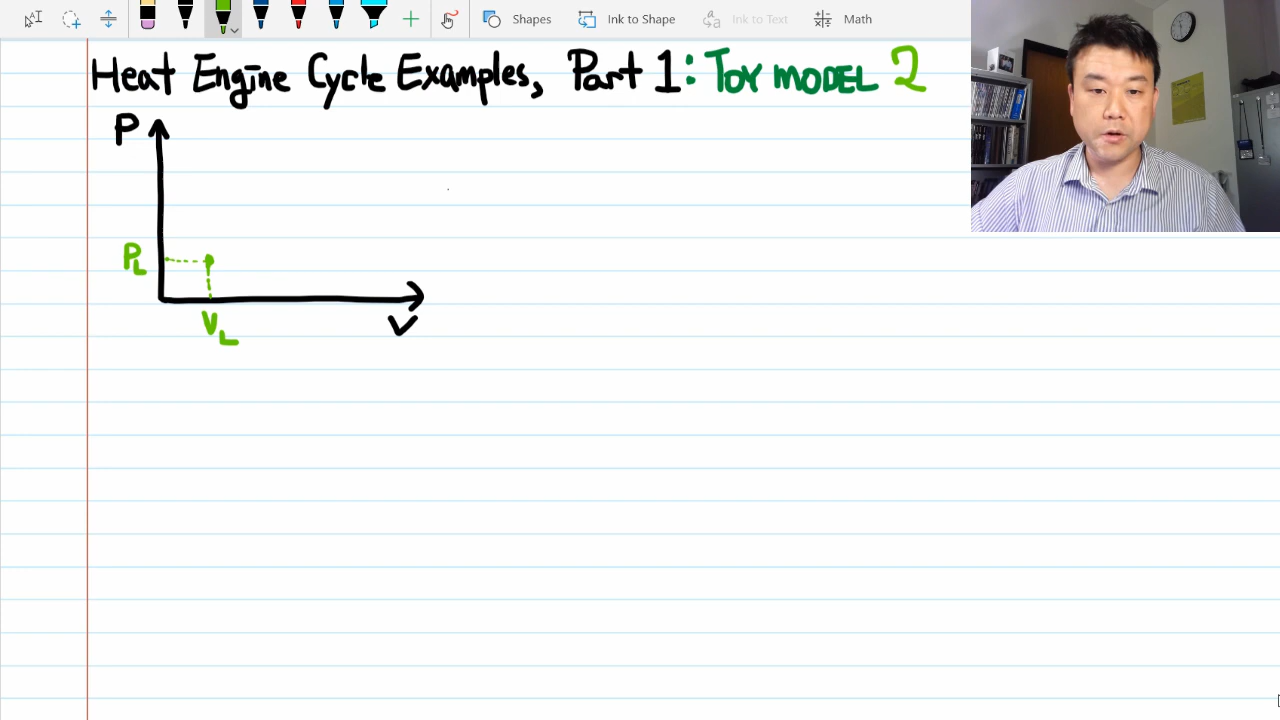 Shapes Ink to Shape Ink to Text Math
Heat Engine Cycle Examples, Part 1: TOY MODEL 2
P
PL
VL
V